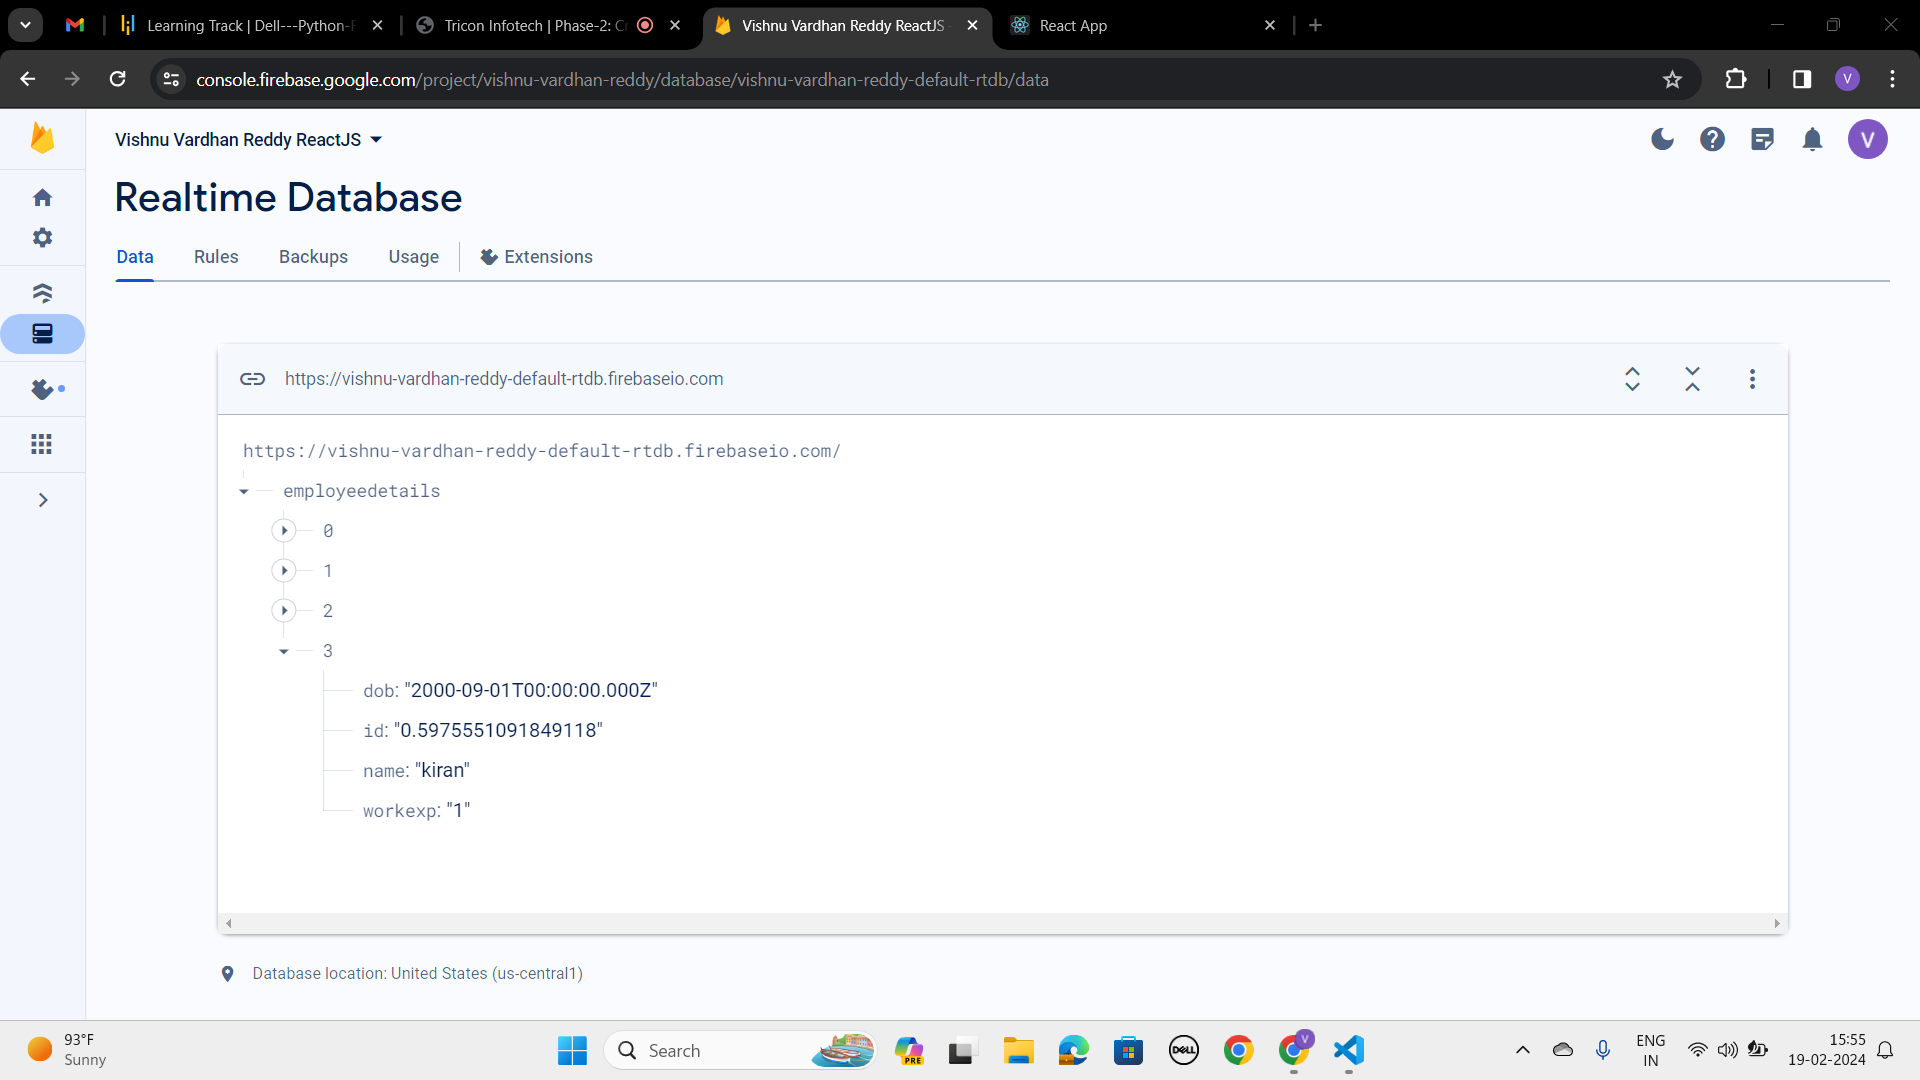 Learning Track | Dell---Python-F
Tricon Infotech | Phase-2: Cr
Vishnu Vardhan Reddy ReactJS -
React App
console.firebase.google.com/project/vishnu-vardhan-reddy/database/vishnu-vardhan-reddy-default-rtdb/data
V
Vishnu Vardhan Reddy ReactJS
V
Realtime Database
Data
Rules
Backups
Usage
Extensions
https://vishnu-vardhan-reddy-default-rtdb.firebaseio.com
https://vishnu-vardhan-reddy-default-rtdb.firebaseio.com/
employeedetails
0
1
2
3
dob: "2000-09-01T00:00:00.000Z"
id: "0.5975551091849118"
name: "kiran"
workexp: "1"
Database location: United States (us-central1)
93°F
Sunny
Search
PRE
DELL
V
ENG
IN
15:55
19-02-2024